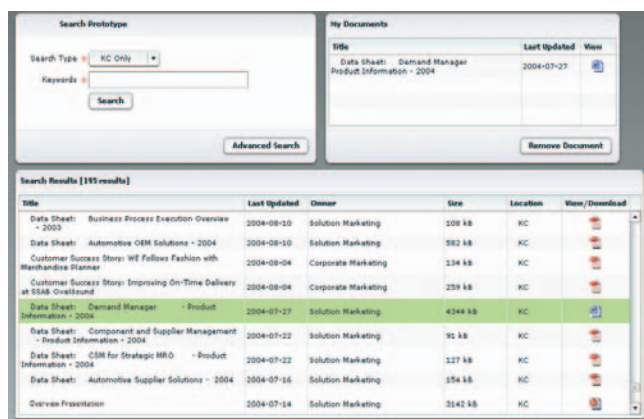 Search Prototype
Search Type
KC Only
Keywords
Search
Advanced Search
My Documents
Title Last Updated View
Data Sheet: Demand Manager
Product Information - 2004 2004-07-27
Remove Document
Search Results [195 results]
Title Last Updated Owner Size Location View/Download
Data Sheet: Business Process Execution Overview
- 2003 2004-08-10 Solution Marketing 108 kB KC
Data Sheet: Automotive OEM Solutions - 2004 2004-08-10 Solution Marketing 582 kB KC
Customer Success Story: WE Follows Fashion with
Merchandise Planner 2004-08-04 Corporate Marketing 134 kB KC
Customer Success Story: Improving On-Time Delivery
at SSAB Oxelösund 2004-08-04 Corporate Marketing 259 kB KC
Data Sheet: Demand Manager - Product
Information - 2004 2004-07-27 Solution Marketing 4344 kB KC
Data Sheet: Component and Supplier Management
- Product Information - 2004 2004-07-22 Solution Marketing 91 kB KC
Data Sheet: CSM for Strategic MRO - Product
Information - 2004 2004-07-22 Solution Marketing 127 kB KC
Data Sheet: Automotive Supplier Solutions - 2004 2004-07-16 Solution Marketing 154 kB KC
Overview Presentation 2004-07-14 Solution Marketing 3142 kB KC